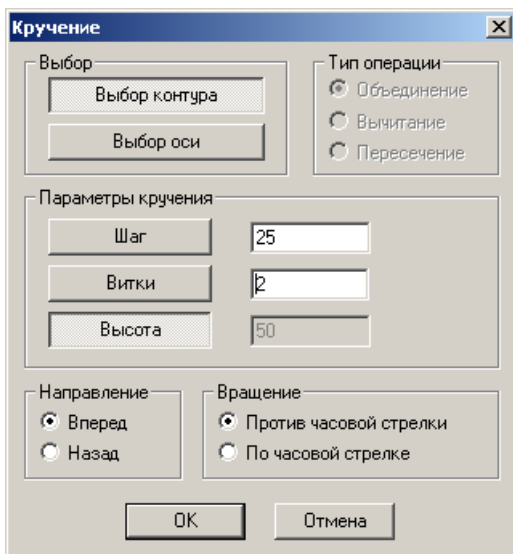 Кручение
Выбор
Выбор контура
Выбор оси
Тип операции
Объединение
Вычитание
Пересечение
Параметры кручения
Шаг 25
Витки 2
Высота 50
Направление
Вперед
Назад
Вращение
Против часовой стрелки
По часовой стрелке
OK Отмена